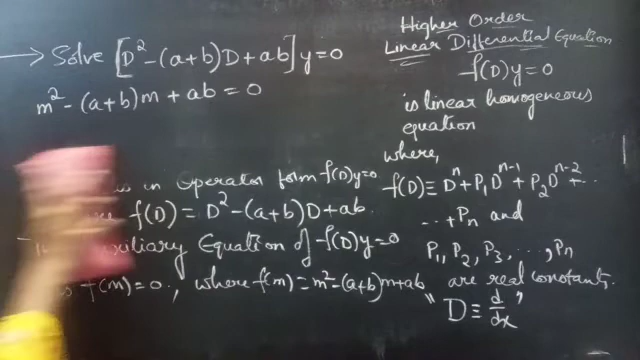 → Solve [D² - (a+b)D + ab] y = 0
m² - (a+b)m + ab = 0
is in operator form f(D)y=0
f(D) = D² - (a+b)D + ab.
Auxiliary Equation of f(D)y=0
f(m) = 0, where f(m) = m² - (a+b)m + ab
Higher Order
Linear Differential Equation
f(D)y = 0
is linear homogeneous
equation
where,
f(D) ≡ Dⁿ + P₁Dⁿ⁻¹ + P₂Dⁿ⁻² + ..
.. + Pn and
P₁, P₂, P₃, ..., Pn
are real constants.
"D ≡ d/dx"